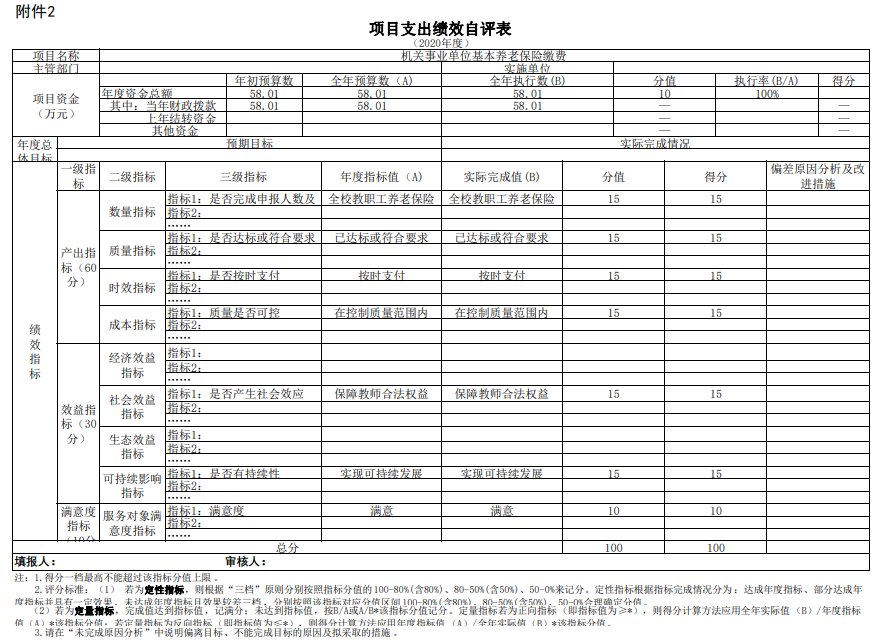 附件2
项目支出绩效自评表
（2020年度）
项目名称 机关事业单位基本养老保险缴费
主管部门 实施单位
项目资金（万元） 年初预算数 全年预算数（A） 全年执行数(B) 分值 执行率(B/A) 得分
年度资金总额 58.01 58.01 58.01 10 100%
其中：当年财政拨款 58.01 58.01 58.01 — —
上年结转资金 — —
其他资金 — —
年度总体目标 预期目标 实际完成情况
绩效指标 一级指标 二级指标 三级指标 年度指标值（A） 实际完成值(B) 分值 得分 偏差原因分析及改进措施
产出指标（60分） 数量指标 指标1：是否完成申报人数及 全校教职工养老保险 全校教职工养老保险 15 15
指标2：
……
质量指标 指标1：是否达标或符合要求 已达标或符合要求 已达标或符合要求 15 15
指标2：
……
时效指标 指标1：是否按时支付 按时支付 按时支付 15 15
指标2：
……
成本指标 指标1：质量是否可控 在控制质量范围内 在控制质量范围内 15 15
指标2：
……
效益指标（30分） 经济效益指标 指标1：
指标2：
……
社会效益指标 指标1：是否产生社会效应 保障教师合法权益 保障教师合法权益 15 15
指标2：
……
生态效益指标 指标1：
指标2：
……
可持续影响指标 指标1：是否有持续性 实现可持续发展 实现可持续发展 15 15
指标2：
……
满意度指标（10分 服务对象满意度指标 指标1：满意度 满意 满意 10 10
指标2：
……
总分 100 100
填报人： 审核人：
注：1.得分一档最高不能超过该指标分值上限。
2.评分标准：（1） 若为定性指标，则根据“三档”原则分别按照指标分值的100-80%(含80%)、80-50%(含50%)、50-0%来记分。定性指标根据指标完成情况分为：达成年度指标、部分达成年
度指标并具有一定效果、未达成年度指标且效果较差三档，分别按照该指标对应分值区间100-80%(含80%)、80-50%(含50%)、50-0%合理确定分值。
（2）若为定量指标，完成值达到指标值，记满分；未达到指标值，按B/A或A/B*该指标分值记分。定量指标若为正向指标（即指标值为≥*），则得分计算方法应用全年实际值（B）/年度指标
值（A）*该指标分值；若定量指标为反向指标（即指标值为≤*），则得分计算方法应用年度指标值（A）/全年实际值（B）*该指标分值。
3.请在“未完成原因分析”中说明偏离目标、不能完成目标的原因及拟采取的措施。